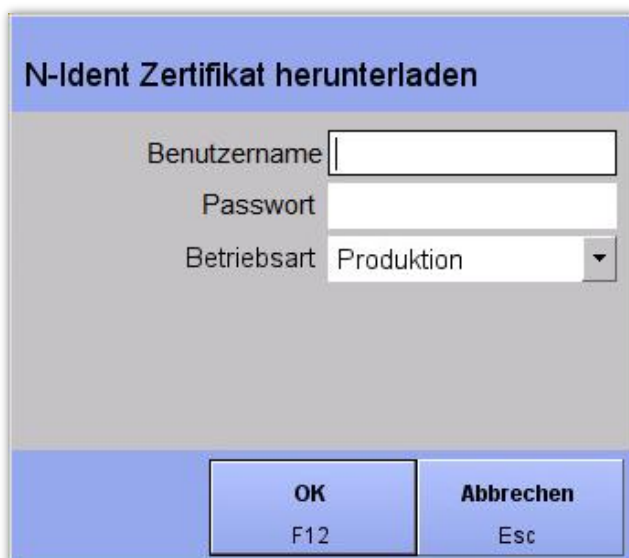 N-Ident Zertifikat herunterladen
Benutzername
Passwort
Betriebsart Produktion
OK Abbrechen
F12 Esc